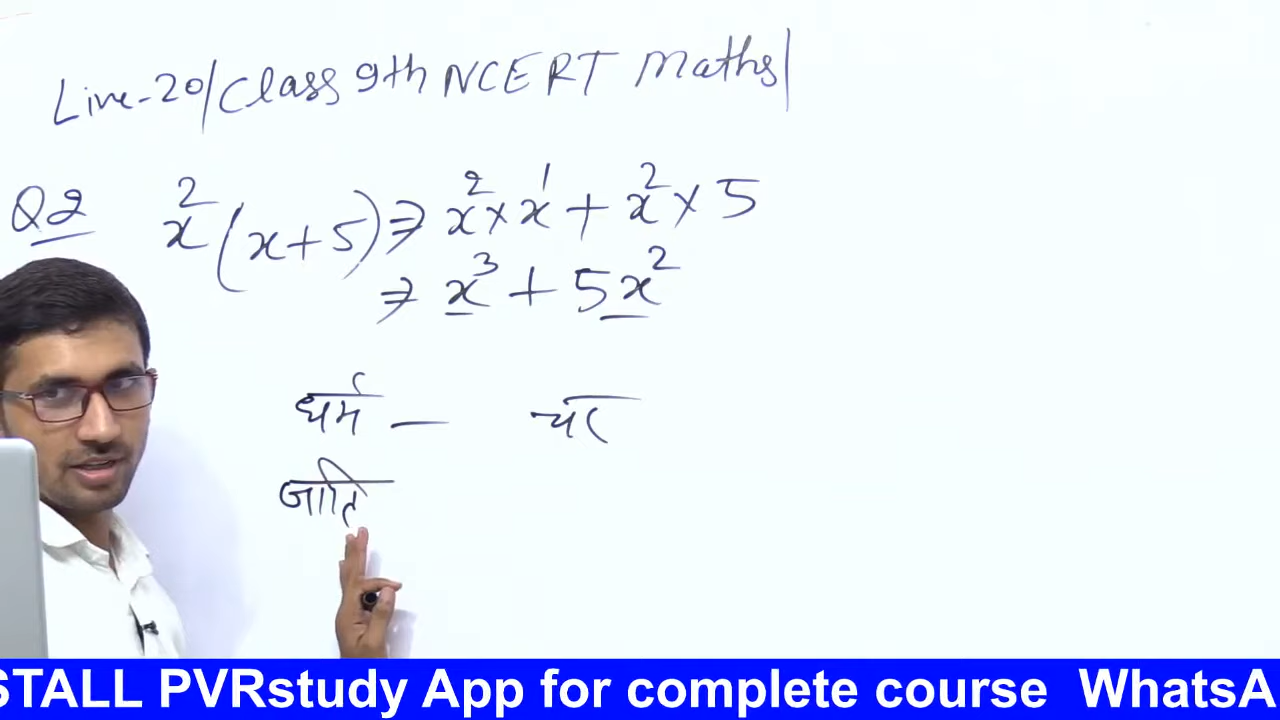 Live-20/Class 9th NCERT Maths|
Q2 x²(x+5) ⇒ x² × x¹ + x² × 5
⇒ x³ + 5x²
धर्म — चर
जाति
STALL PVRstudy App for complete course WhatsA